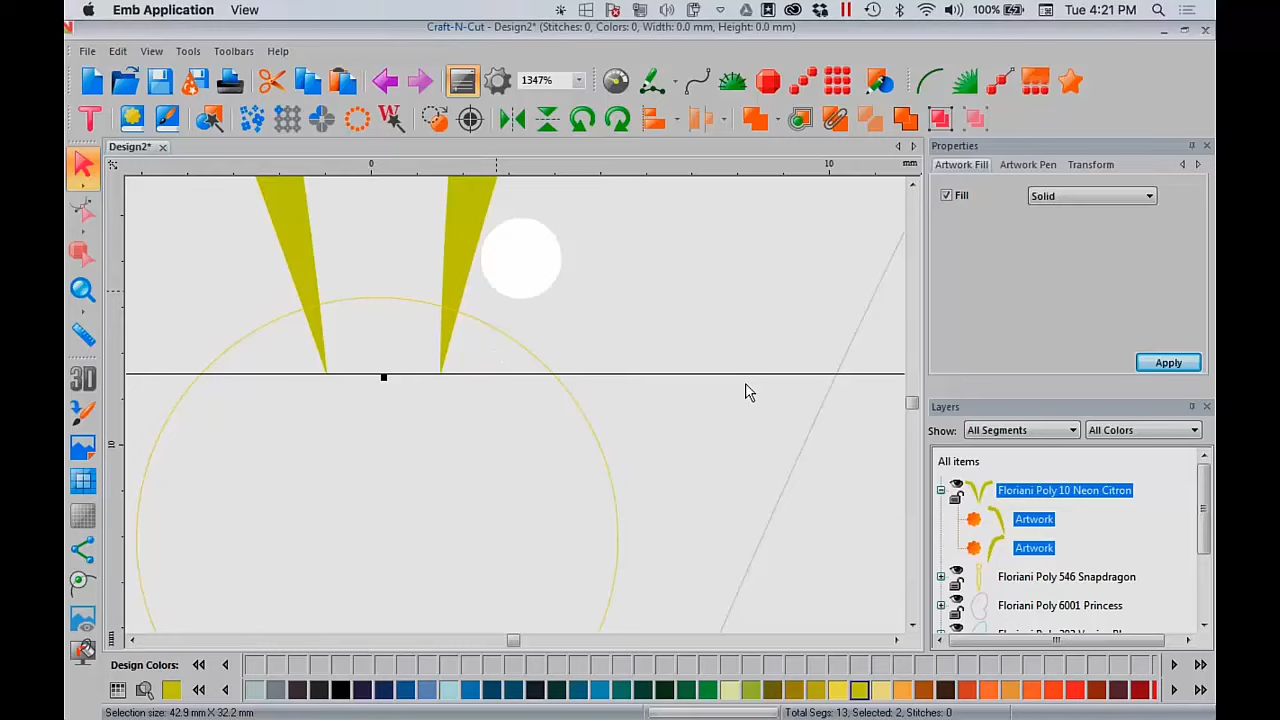 Emb Application View 100% Tue 4:21 PM
Craft-N-Cut - Design2* (Stitches: 0, Colors: 0, Width: 0.0 mm, Height: 0.0 mm)
File Edit View Tools Toolbars Help
1347%
Design2*
Properties
0 10 mm
Artwork Fill Artwork Pen Transform
Fill Solid
Apply
Layers
Show: All Segments All Colors
10
All items
Floriani Poly 10 Neon Citron
Artwork
Artwork
3D
Floriani Poly 546 Snapdragon
Floriani Poly 6001 Princess
mm
Design Colors:
Selection size: 42.9 mm X 32.2 mm Total Segs: 13, Selected: 2, Stitches: 0